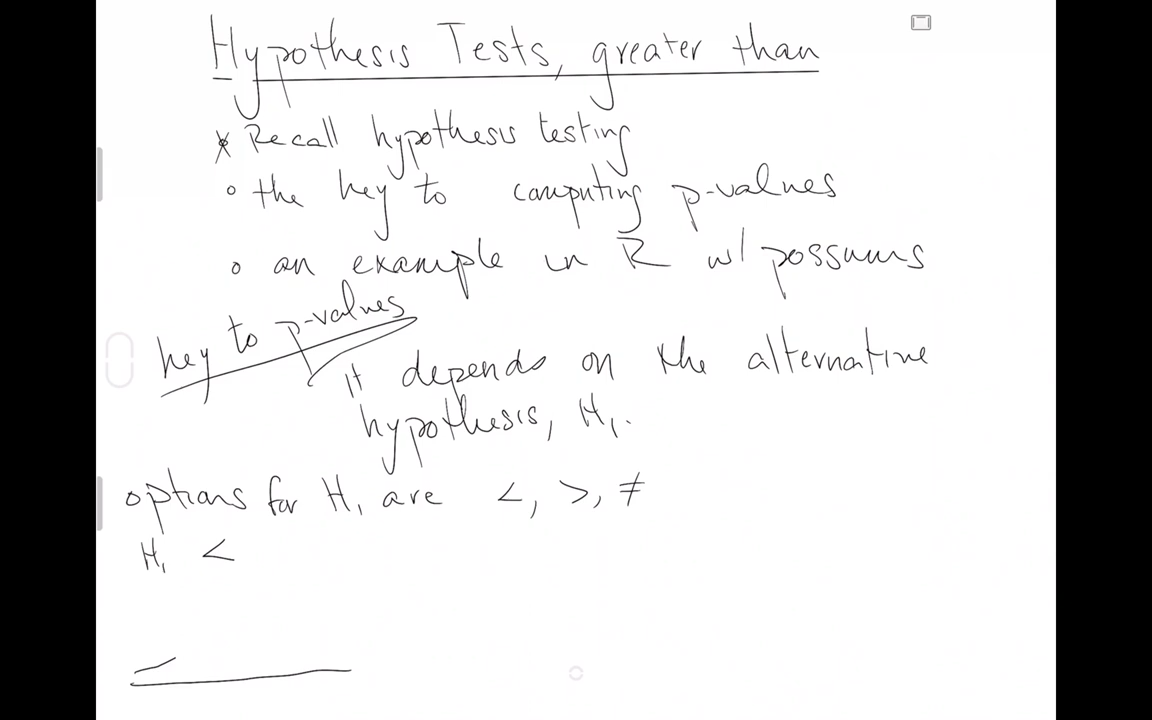 Hypothesis Tests, greater than
* Recall hypothesis testing
∘ the key to computing p-values
∘ an example in R w/ possums
key to p-values
it depends on the alternative
hypothesis, H₁.
options for H₁ are <, >, ≠
H₁ <